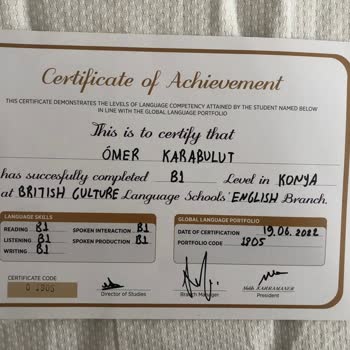 Certificate of Achievement
THIS CERTIFICATE DEMONSTRATES THE LEVELS OF LANGUAGE COMPETENCY ATTAINED BY THE STUDENT NAMED BELOW
IN LINE WITH THE GLOBAL LANGUAGE PORTFOLIO
This is to certify that
ÖMER KARABULUT
has succesfully completed B1 Level in KONYA
at BRITISH CULTURE Language Schools' ENGLISH Branch.
LANGUAGE SKILLS
READING B1 SPOKEN INTERACTION B1
LISTENING B1 SPOKEN PRODUCTION B1
WRITING B1
GLOBAL LANGUAGE PORTFOLIO
DATE OF CERTIFICATION 19.06.2022
PORTFOLIO CODE 1905
CERTIFICATE CODE
0 1905
Director of Studies
Branch Manager
President